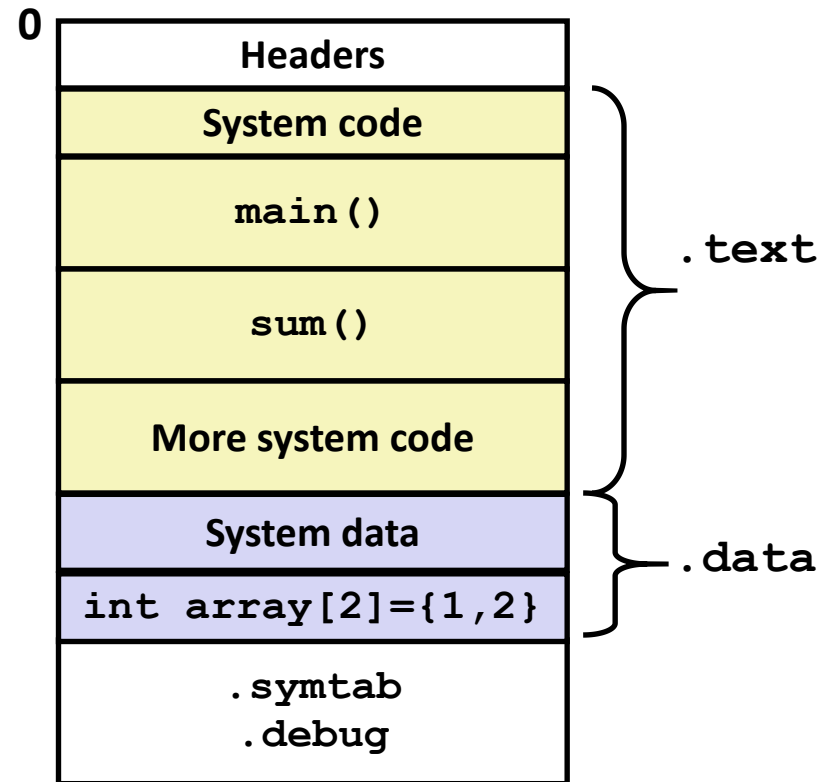 0
Headers
System code
main()
sum()
More system code
System data
int array[2]={1,2}
.symtab
.debug
.text
.data